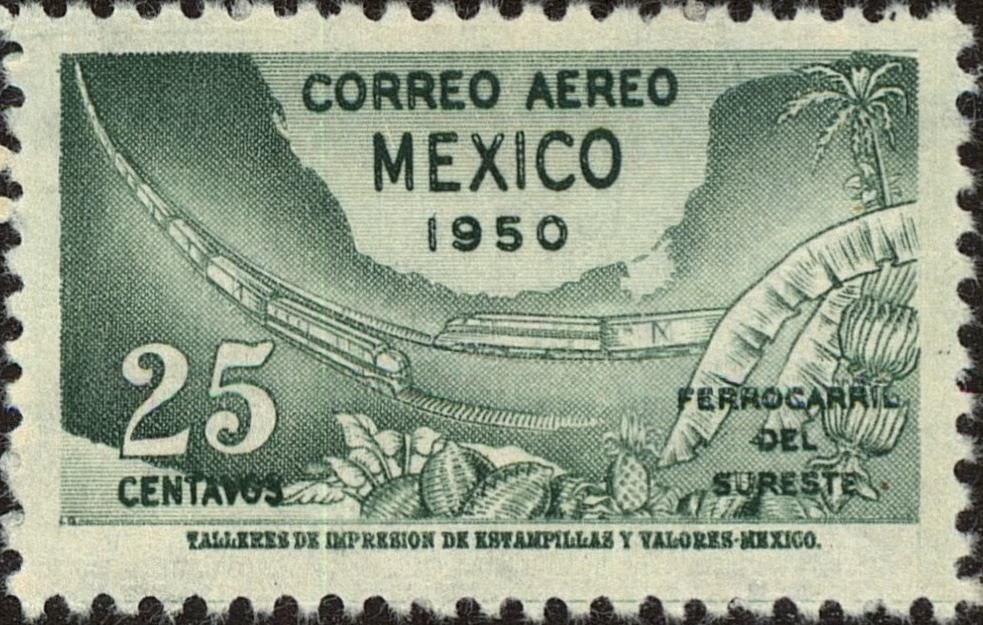 CORREO AEREO
MEXICO
1950
25
CENTAVOS
FERROCARRIL
DEL
SURESTE
TALLERES DE IMPRESION DE ESTAMPILLAS Y VALORES-MEXICO.